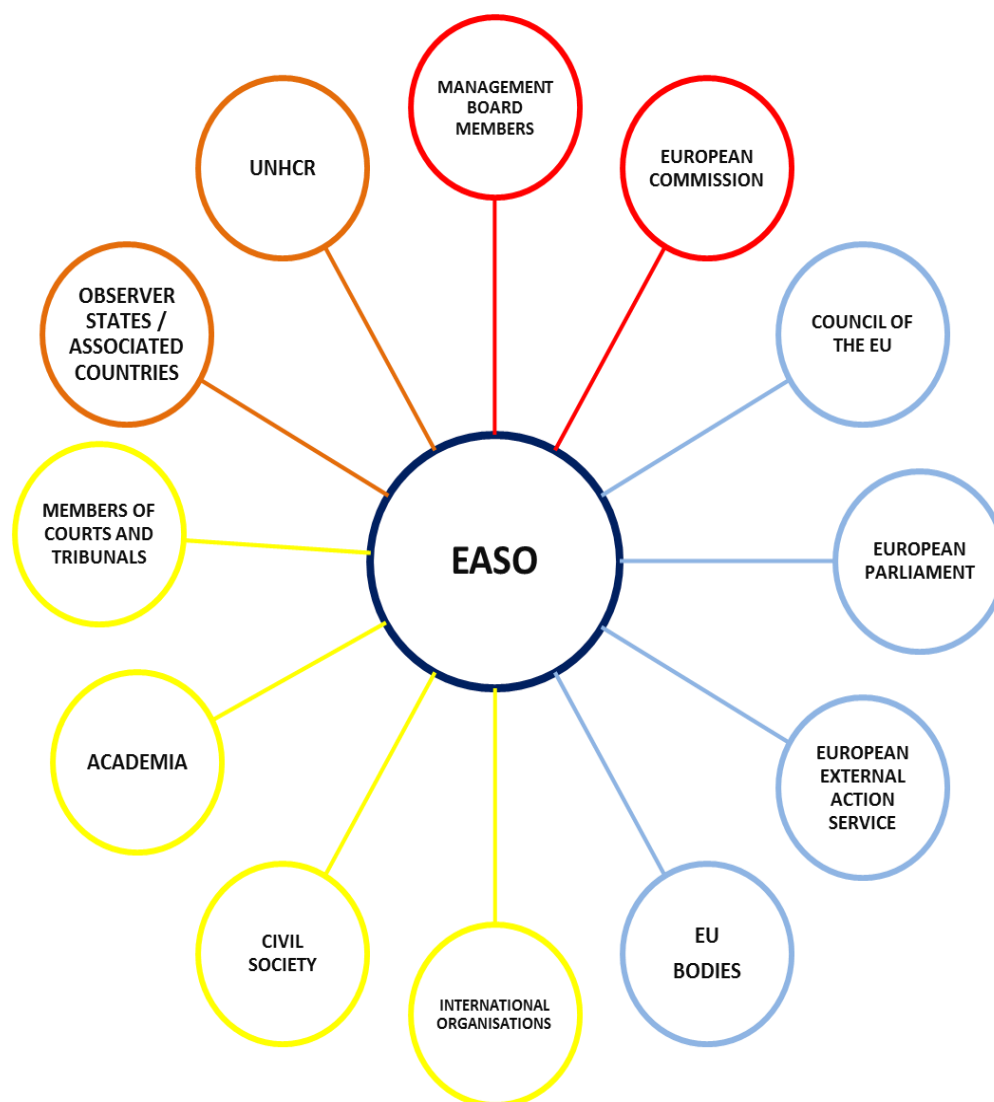 MANAGEMENT
BOARD
MEMBERS
EUROPEAN
COMMISSION
COUNCIL OF
THE EU
EUROPEAN
PARLIAMENT
EUROPEAN
EXTERNAL
ACTION
SERVICE
EU
BODIES
INTERNATIONAL
ORGANISATIONS
CIVIL
SOCIETY
ACADEMIA
MEMBERS OF
COURTS AND
TRIBUNALS
OBSERVER
STATES /
ASSOCIATED
COUNTRIES
UNHCR
EASO